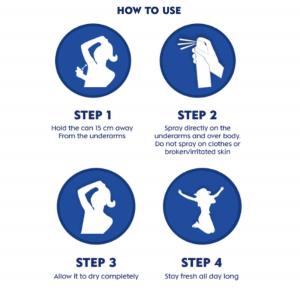 HOW TO USE
STEP 1
Hold the can 15 cm away
From the underarms
STEP 2
Spray directly on the
underarms and over body.
Do not spray on clothes or
broken/irritated skin
STEP 3
Allow it to dry completely
STEP 4
Stay fresh all day long